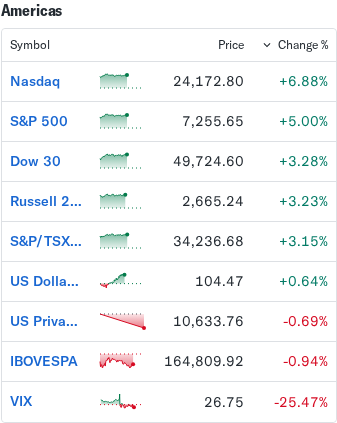 Americas
Symbol Price Change %
Nasdaq 24,172.80 +6.88%
S&P 500 7,255.65 +5.00%
Dow 30 49,724.60 +3.28%
Russell 2... 2,665.24 +3.23%
S&P/TSX... 34,236.68 +3.15%
US Dolla... 104.47 +0.64%
US Priva... 10,633.76 -0.69%
IBOVESPA 164,809.92 -0.94%
VIX 26.75 -25.47%